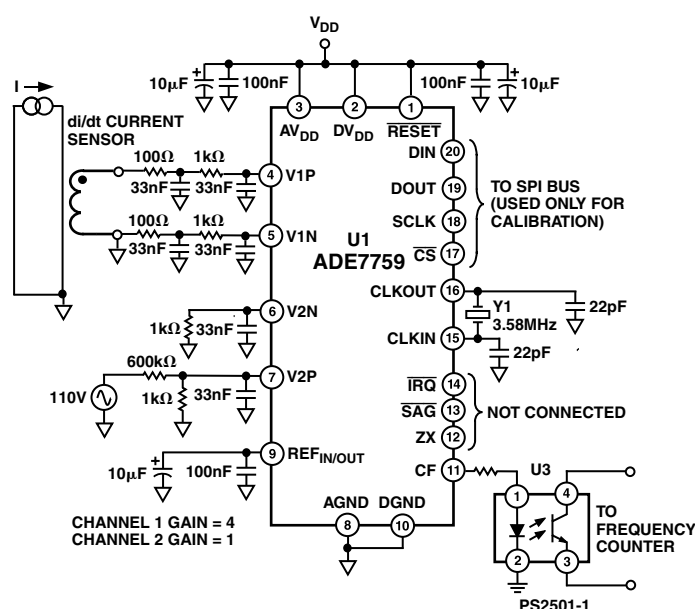 V_DD
I
10μF
100nF
100nF
10μF
di/dt CURRENT
SENSOR
3
2
1
AV_DD
DV_DD
RESET
DIN
20
100Ω
1kΩ
4
V1P
33nF
33nF
DOUT
19
TO SPI BUS
(USED ONLY FOR
CALIBRATION)
SCLK
18
100Ω
1kΩ
5
V1N
33nF
33nF
U1
ADE7759
CS
17
CLKOUT
16
6
V2N
1kΩ
33nF
Y1
3.58MHz
22pF
CLKIN
15
22pF
600kΩ
7
V2P
110V
1kΩ
33nF
IRQ
14
SAG
13
NOT CONNECTED
ZX
12
9
REF_IN/OUT
10μF
100nF
CF
11
U3
1
4
TO
FREQUENCY
COUNTER
2
3
AGND
DGND
8
10
CHANNEL 1 GAIN = 4
CHANNEL 2 GAIN = 1
PS2501-1